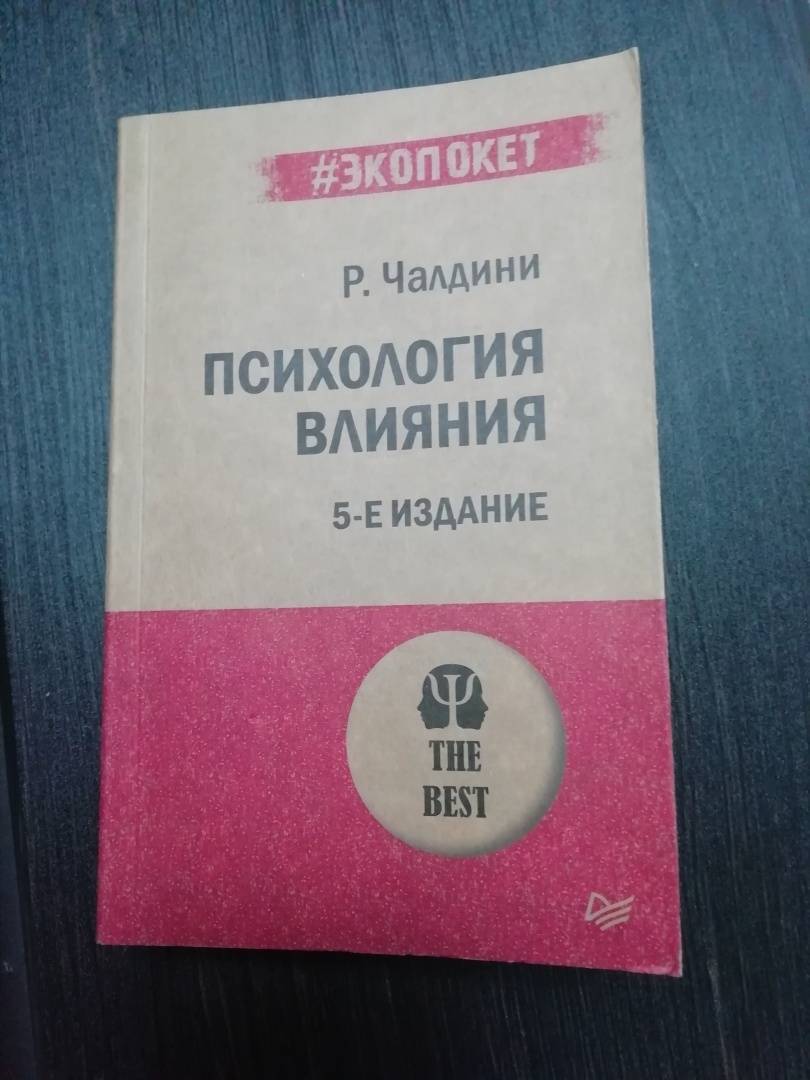 #ЭКОПОКЕТ
Р. Чалдини
ПСИХОЛОГИЯ
ВЛИЯНИЯ
5-Е ИЗДАНИЕ
Ψ
THE
BEST